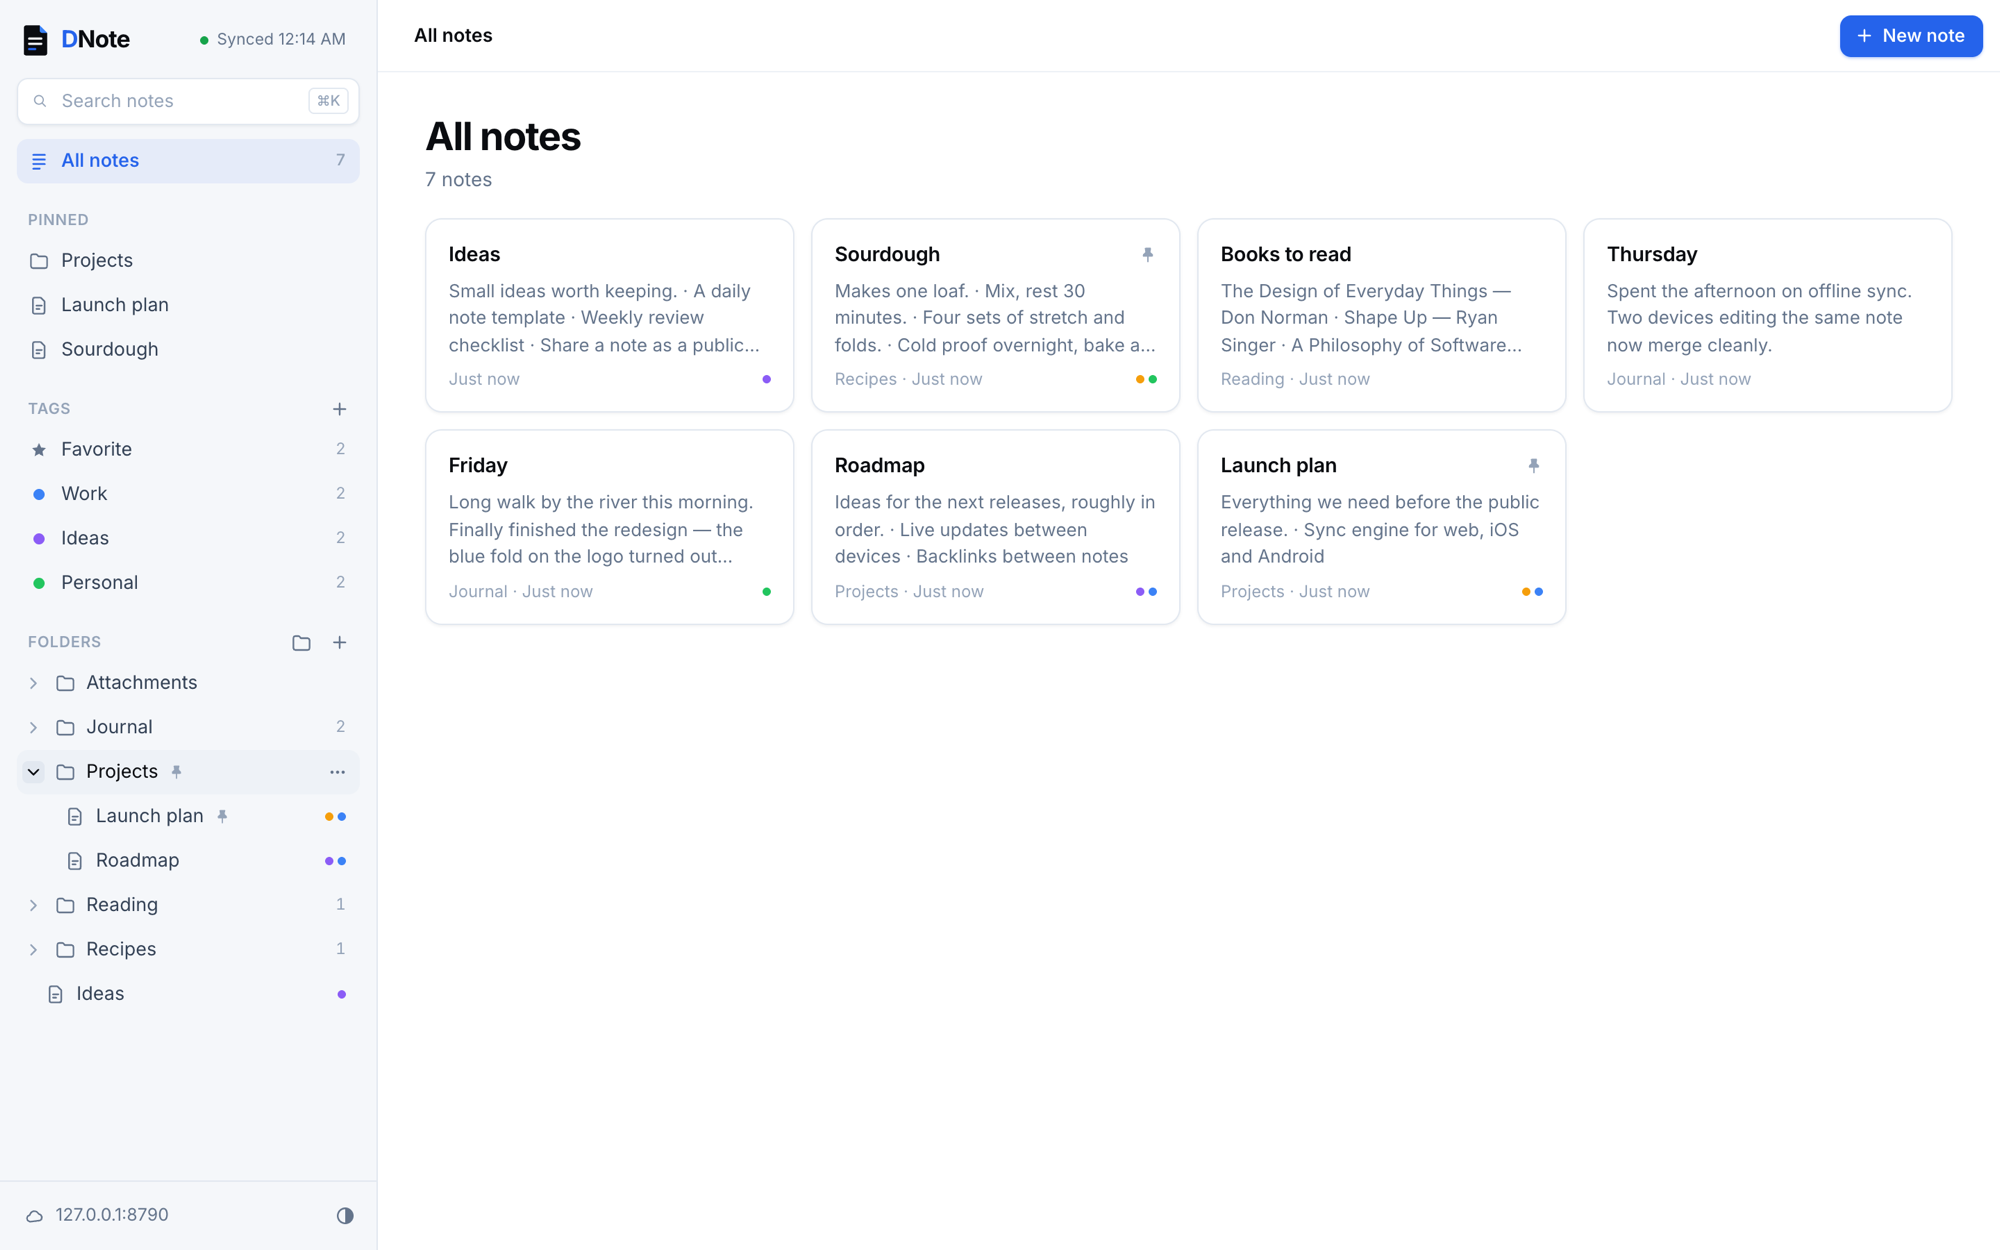 DNote
Synced 12:14 AM
Search notes
⌘K
All notes
7
PINNED
Projects
Launch plan
Sourdough
TAGS
Favorite
2
Work
2
Ideas
2
Personal
2
FOLDERS
Attachments
Journal
2
Projects
Launch plan
Roadmap
Reading
1
Recipes
1
Ideas
127.0.0.1:8790
All notes
New note
All notes
7 notes
Ideas
Small ideas worth keeping. · A daily
note template · Weekly review
checklist · Share a note as a public...
Just now
Sourdough
Makes one loaf. · Mix, rest 30
minutes. · Four sets of stretch and
folds. · Cold proof overnight, bake a...
Recipes · Just now
Books to read
The Design of Everyday Things —
Don Norman · Shape Up — Ryan
Singer · A Philosophy of Software...
Reading · Just now
Thursday
Spent the afternoon on offline sync.
Two devices editing the same note
now merge cleanly.
Journal · Just now
Friday
Long walk by the river this morning.
Finally finished the redesign — the
blue fold on the logo turned out...
Journal · Just now
Roadmap
Ideas for the next releases, roughly in
order. · Live updates between
devices · Backlinks between notes
Projects · Just now
Launch plan
Everything we need before the public
release. · Sync engine for web, iOS
and Android
Projects · Just now